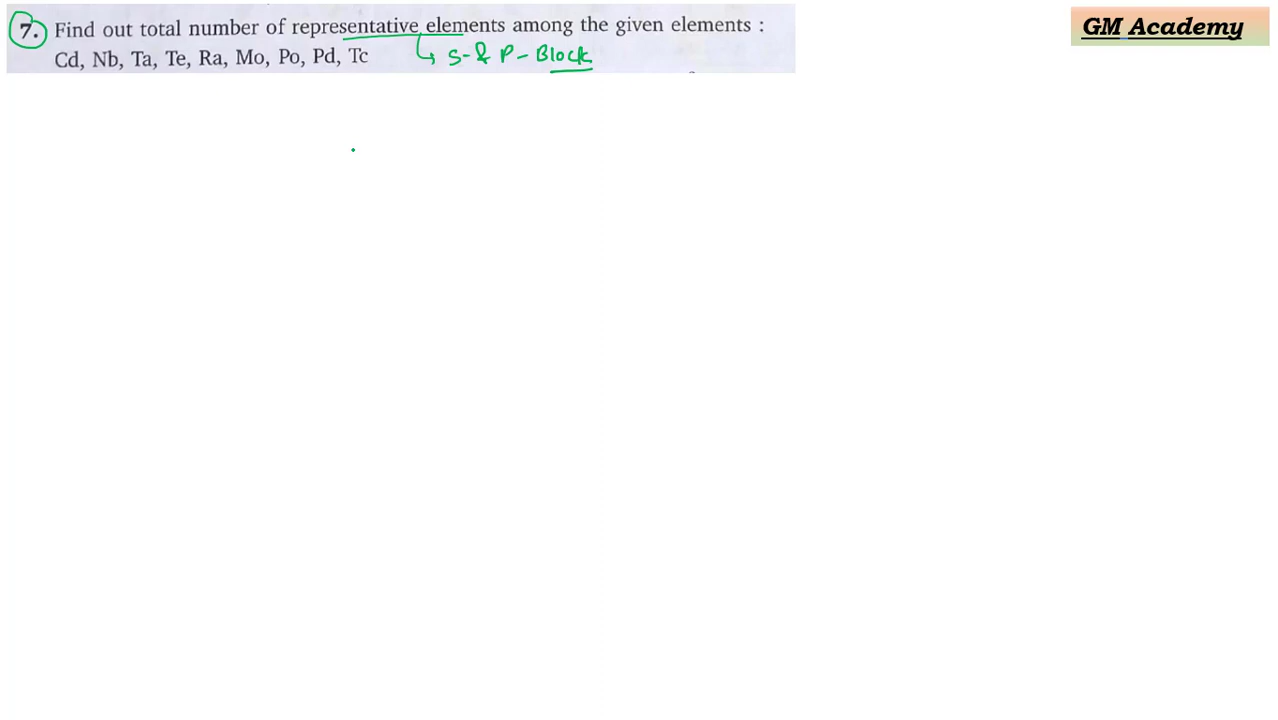 7. Find out total number of representative elements among the given elements :
Cd, Nb, Ta, Te, Ra, Mo, Po, Pd, Tc
s- & P - Block
GM Academy